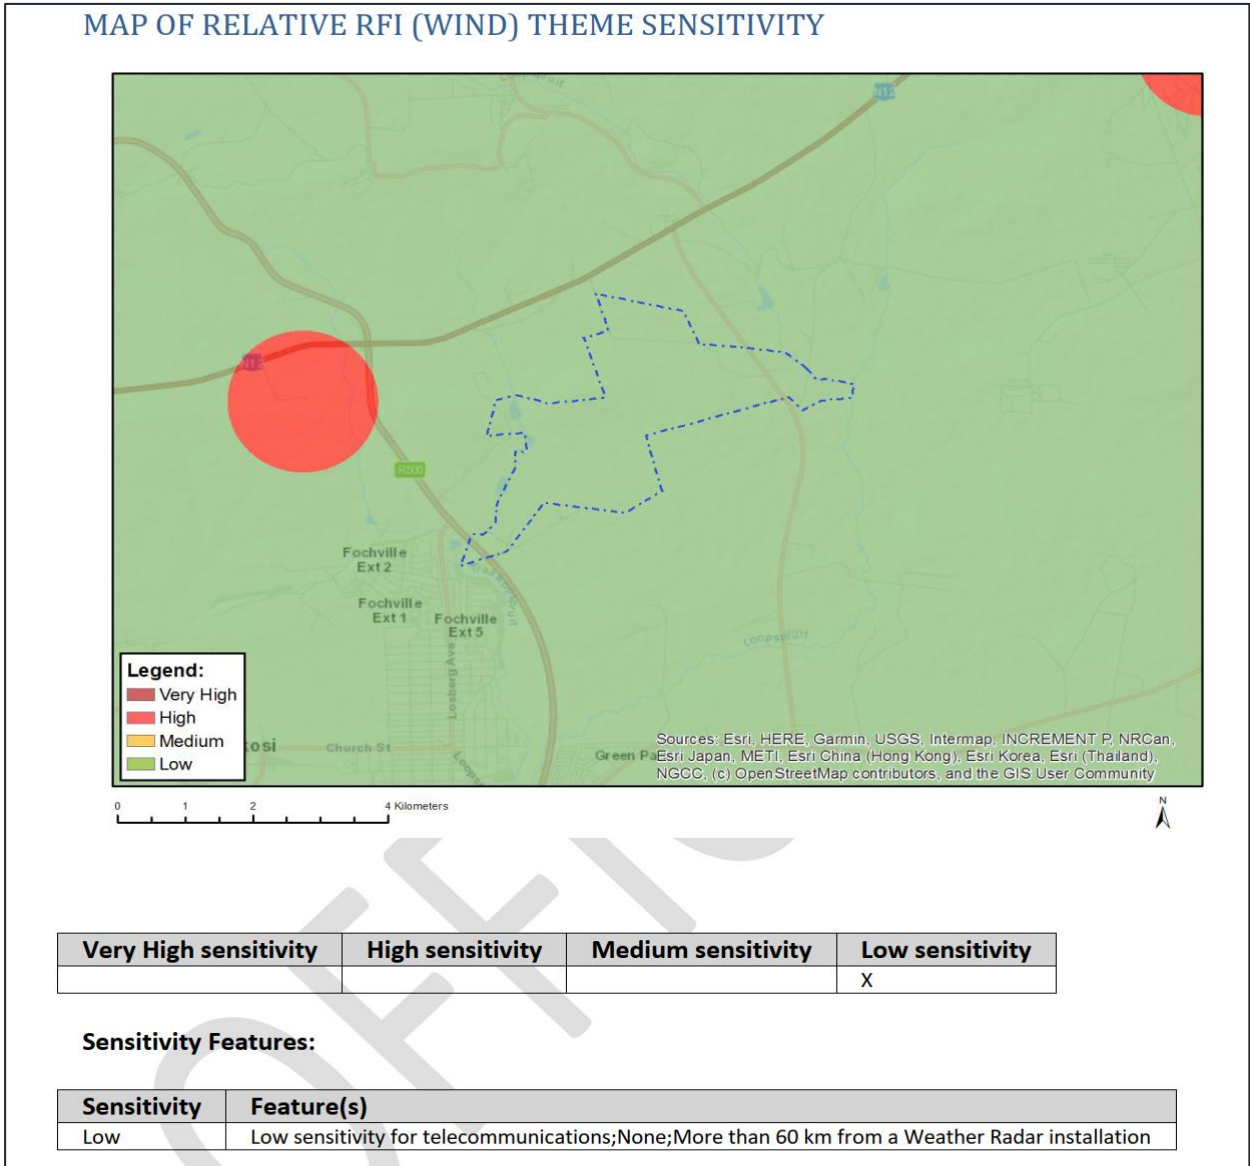 MAP OF RELATIVE RFI (WIND) THEME SENSITIVITY
N12
N12
R500
Fochville
Ext 2
Fochville
Ext 1
Fochville
Ext 5
Losberg Ave
Loopspruit
Legend:
Very High
High
Medium
Low
kosi
Church St
Green Pa
Sources: Esri, HERE, Garmin, USGS, Intermap, INCREMENT P, NRCan,
Esri Japan, METI, Esri China (Hong Kong), Esri Korea, Esri (Thailand),
NGCC, (c) OpenStreetMap contributors, and the GIS User Community
0 1 2 4 Kilometers
N
Very High sensitivity High sensitivity Medium sensitivity Low sensitivity
X
Sensitivity Features:
Sensitivity Feature(s)
Low Low sensitivity for telecommunications;None;More than 60 km from a Weather Radar installation